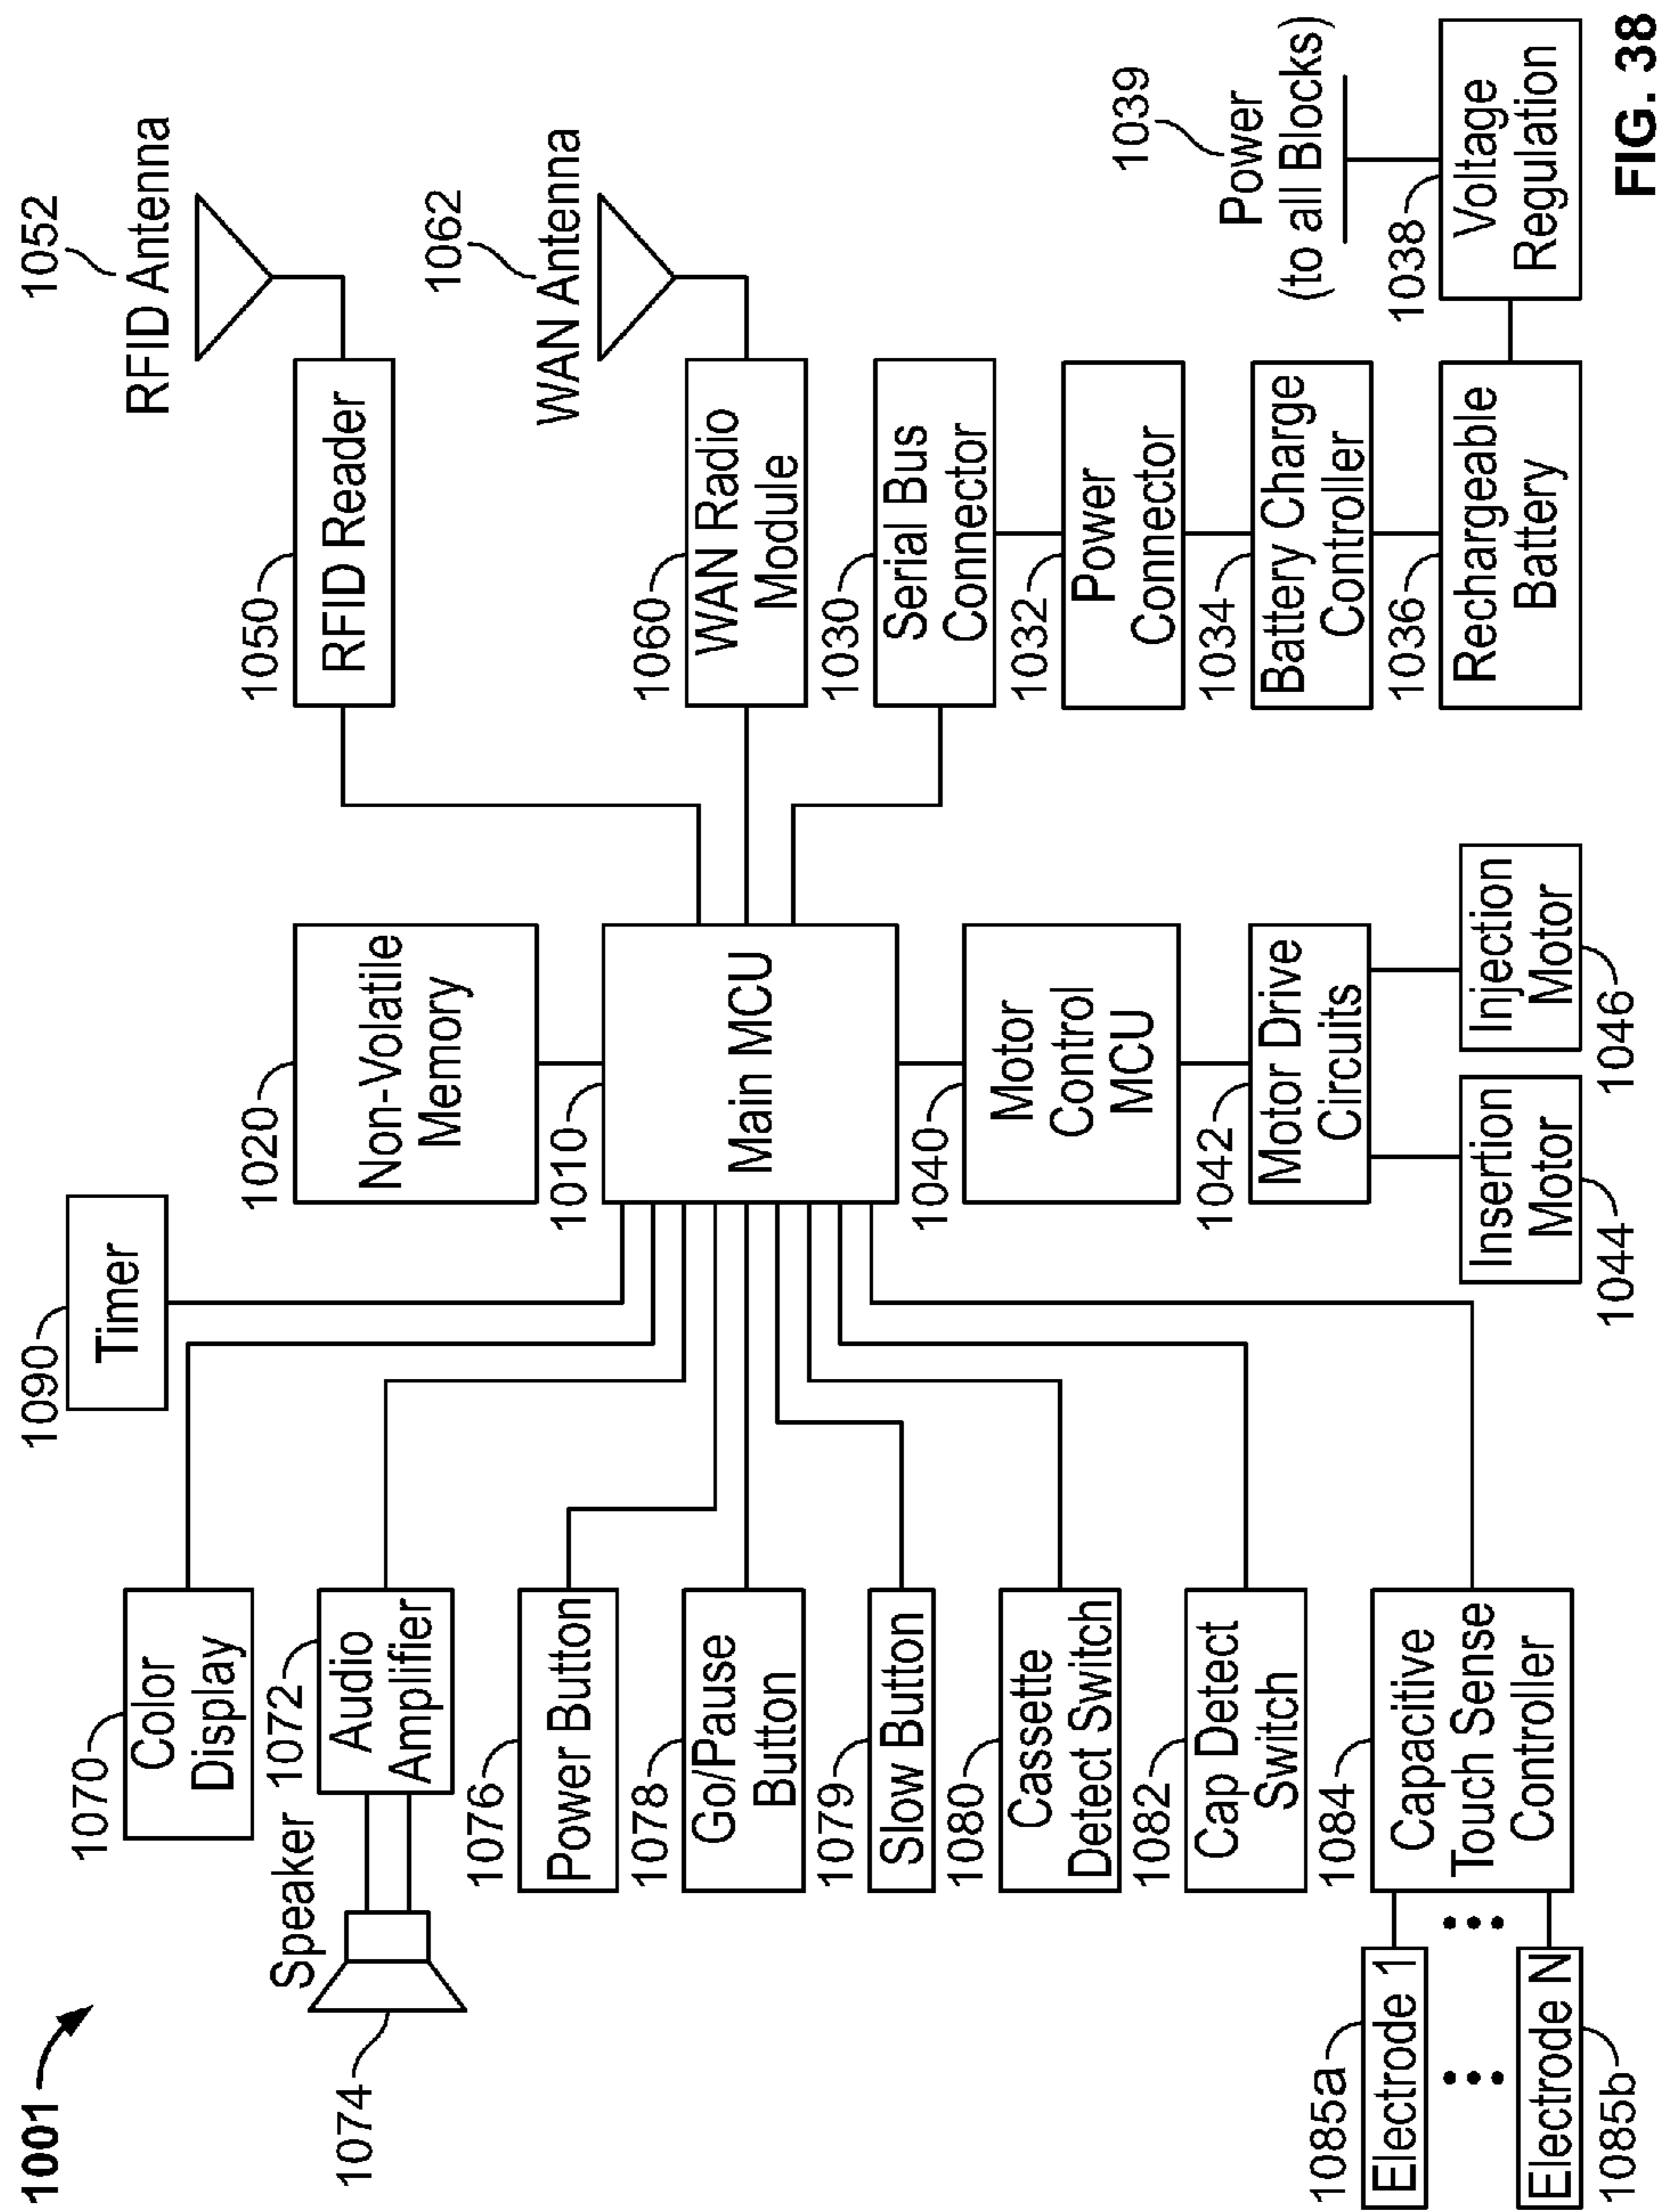 1001
1090
Timer
1052
RFID Antenna
1070
Color
Display
Speaker
1074
1072
Audio
Amplifier
1020
Non-Volatile
Memory
1050
RFID Reader
1062
WAN Antenna
1076
Power Button
1078
Go/Pause
Button
1010
Main MCU
1060
WAN Radio
Module
1079
Slow Button
1030
Serial Bus
Connector
1080
Cassette
Detect Switch
1040
Motor
Control
MCU
1032
Power
Connector
1039
Power
(to all Blocks)
1082
Cap Detect
Switch
1042
Motor Drive
Circuits
1034
Battery Charge
Controller
1084
Capacitive
Touch Sense
Controller
1085a
Electrode 1
Electrode N
1085b
Insertion
Motor
1044
Injection
Motor
1046
1036
Rechargeable
Battery
1038
Voltage
Regulation
FIG. 38